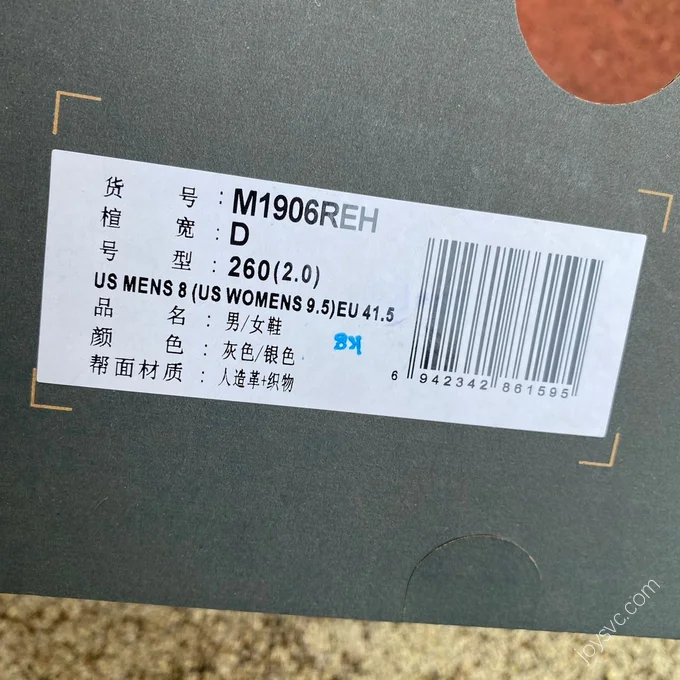 货 号 : M1906REH
楦 宽 : D
号 型 : 260(2.0)
US MENS 8 (US WOMENS 9.5)EU 41.5
品 名 : 男/女鞋
颜 色 : 灰色/银色
帮面材质 : 人造革+织物
K8
6 942342 861595
joysvc.com